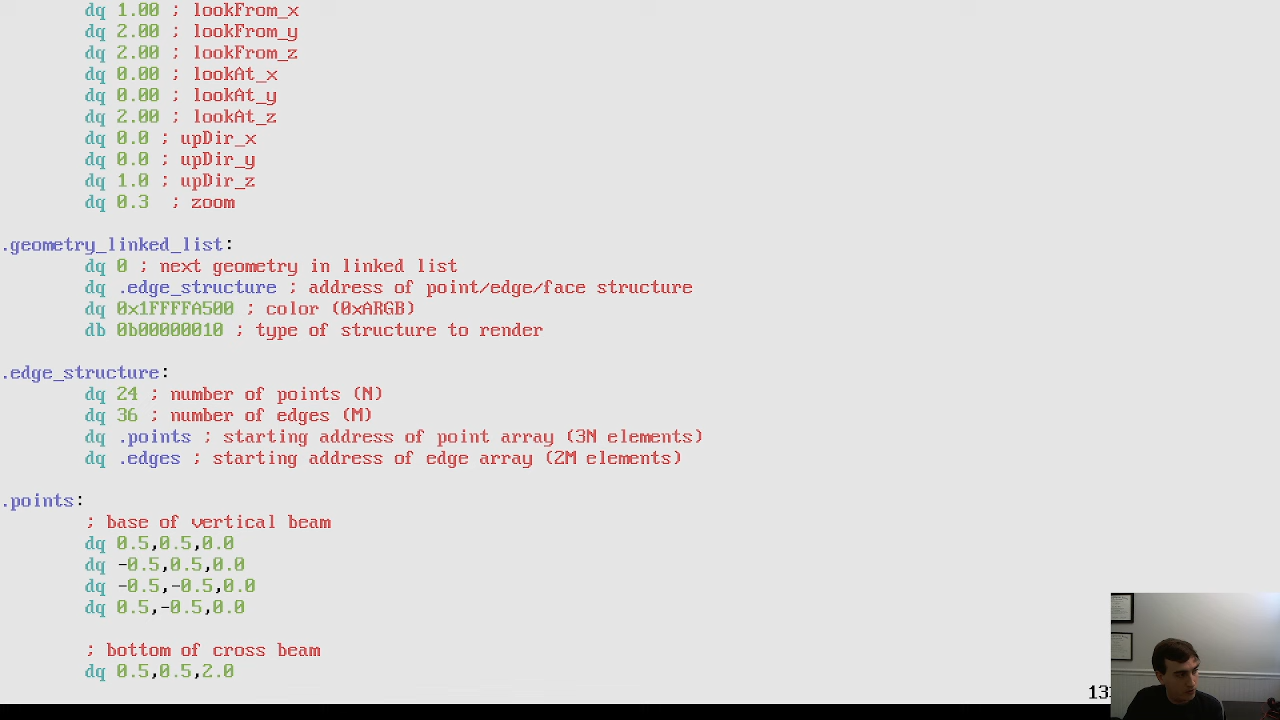 dq 1.00 ; lookFrom_x
dq 2.00 ; lookFrom_y
dq 2.00 ; lookFrom_z
dq 0.00 ; lookAt_x
dq 0.00 ; lookAt_y
dq 2.00 ; lookAt_z
dq 0.0 ; upDir_x
dq 0.0 ; upDir_y
dq 1.0 ; upDir_z
dq 0.3  ; zoom
.geometry_linked_list:
dq 0 ; next geometry in linked list
dq .edge_structure ; address of point/edge/face structure
dq 0x1FFFFA500 ; color (0xARGB)
db 0b00000010 ; type of structure to render
.edge_structure:
dq 24 ; number of points (N)
dq 36 ; number of edges (M)
dq .points ; starting address of point array (3N elements)
dq .edges ; starting address of edge array (2M elements)
.points:
; base of vertical beam
dq 0.5,0.5,0.0
dq -0.5,0.5,0.0
dq -0.5,-0.5,0.0
dq 0.5,-0.5,0.0
; bottom of cross beam
dq 0.5,0.5,2.0